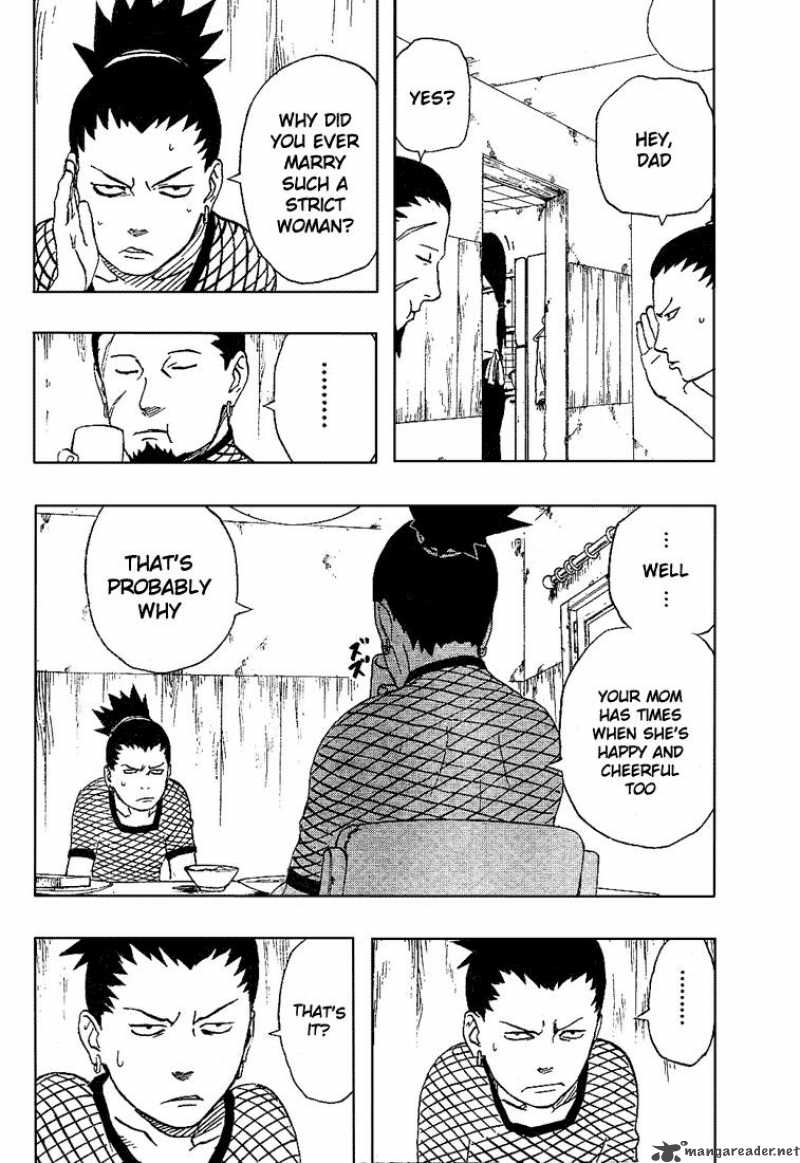 HEY,
DAD
YES?
WHY DID
YOU EVER
MARRY
SUCH A
STRICT
WOMAN?
.........
...
WELL
...
YOUR MOM
HAS TIMES
WHEN SHE'S
HAPPY AND
CHEERFUL
TOO
ズズ
THAT'S
PROBABLY
WHY
.........
THAT'S
IT?
mangareader.net